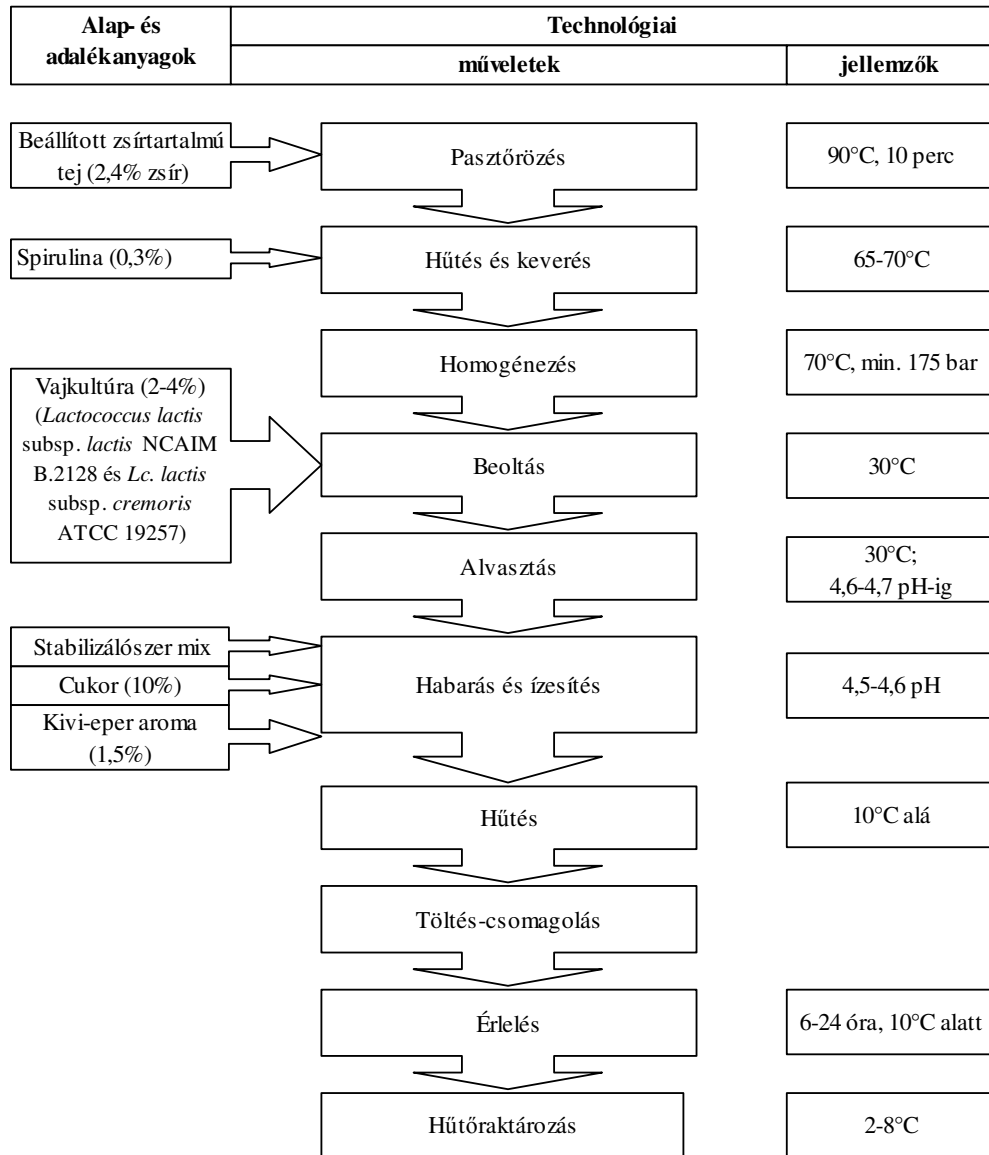 Alap- és
adalékanyagok
Technológiai
műveletek
jellemzők
Beállított zsírtartalmú
tej (2,4% zsír)
Pasztőrözés
90°C, 10 perc
Spirulina (0,3%)
Hűtés és keverés
65-70°C
Homogénezés
70°C, min. 175 bar
Vajkultúra (2-4%)
(Lactococcus lactis
subsp. lactis NCAIM
B.2128 és Lc. lactis
subsp. cremoris
ATCC 19257)
Beoltás
30°C
Alvasztás
30°C;
4,6-4,7 pH-ig
Stabilizálószer mix
Cukor (10%)
Kivi-eper aroma
(1,5%)
Habarás és ízesítés
4,5-4,6 pH
Hűtés
10°C alá
Töltés-csomagolás
Érlelés
6-24 óra, 10°C alatt
Hűtőraktározás
2-8°C